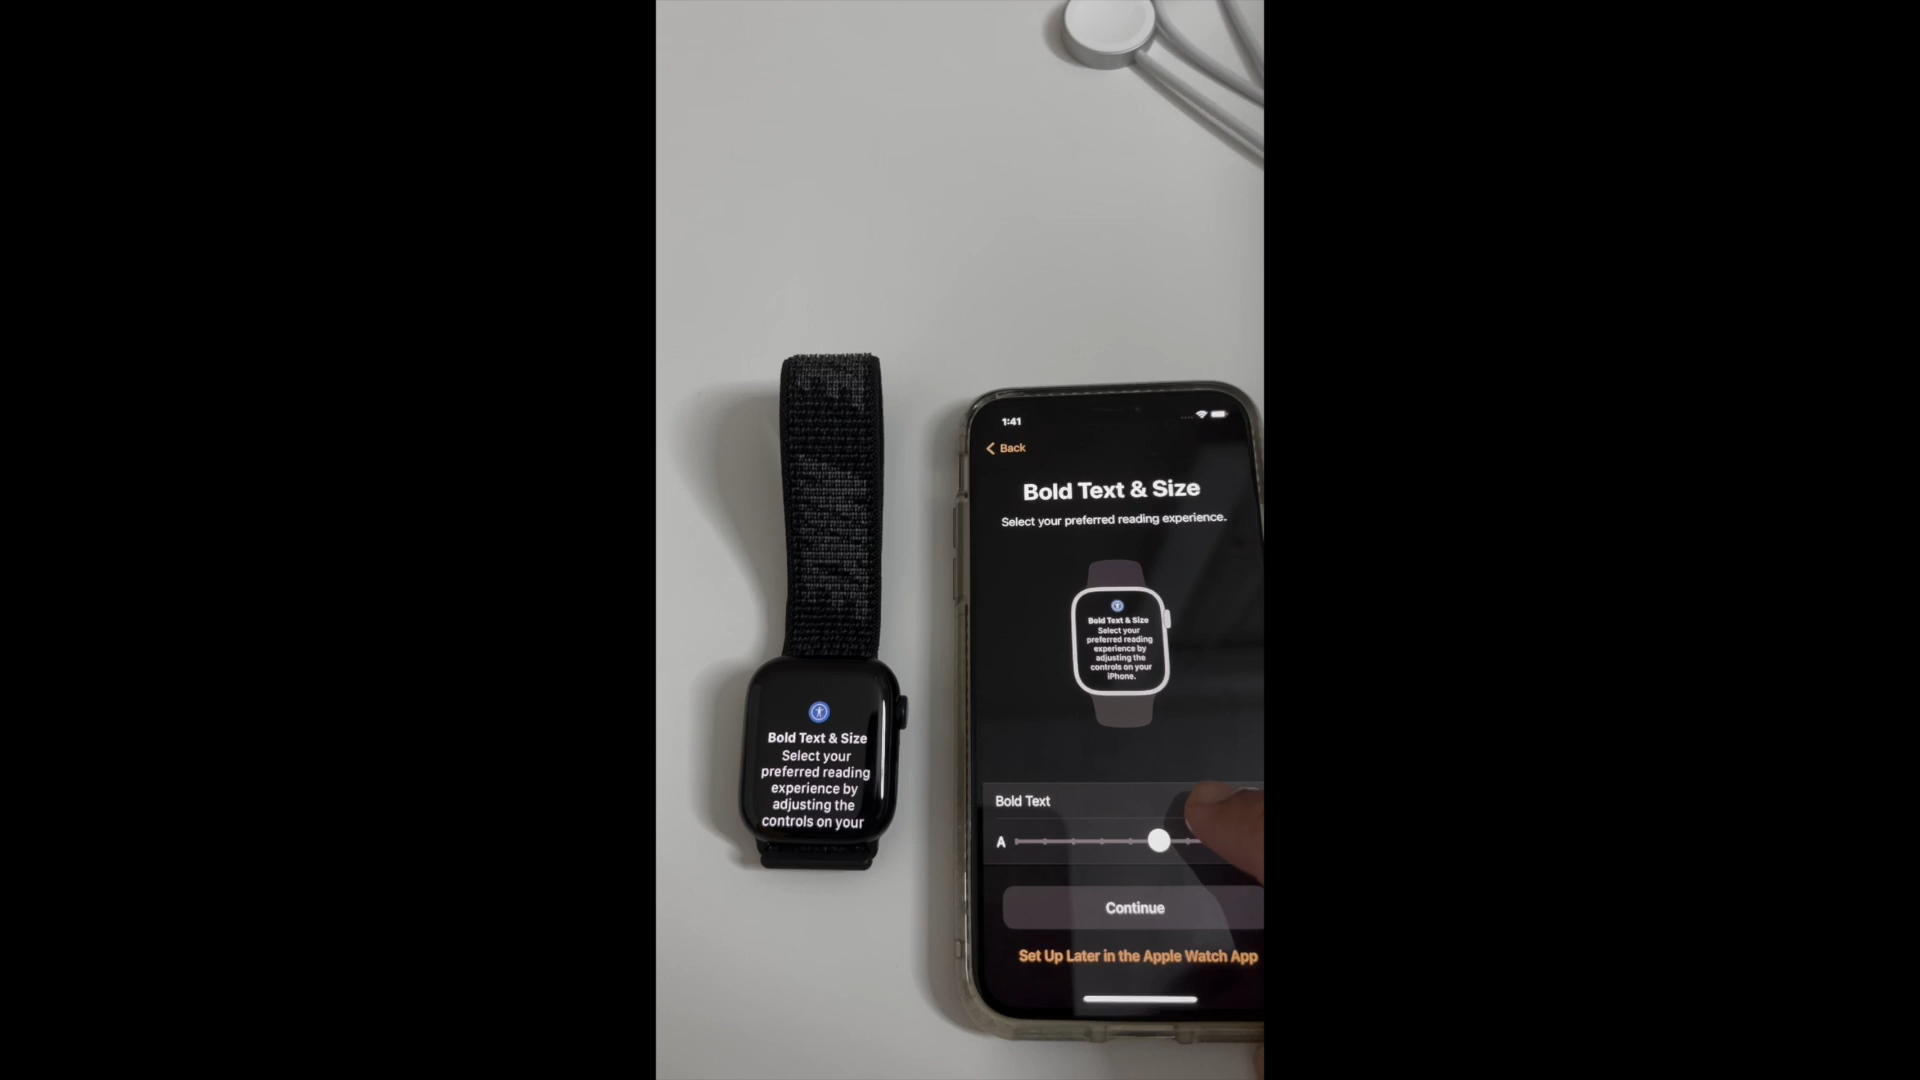 Bold Text & Size
Select your
preferred reading
experience by
adjusting the
controls on your
1:41
Back
Bold Text & Size
Select your preferred reading experience.
Bold Text & Size
Select your
preferred reading
experience by
adjusting the
controls on your
iPhone.
Bold Text
A
Continue
Set Up Later in the Apple Watch App